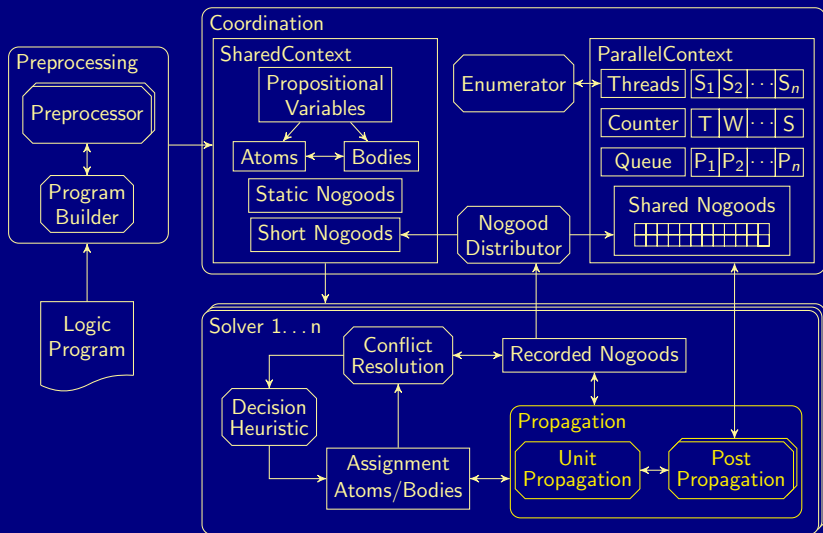 Coordination
Preprocessing
Preprocessor
Program
Builder
Logic
Program
SharedContext
Propositional
Variables
Atoms
Bodies
Static Nogoods
Short Nogoods
Enumerator
Nogood
Distributor
ParallelContext
Threads S₁ S₂ ··· Sₙ
Counter T W ··· S
Queue P₁ P₂ ··· Pₙ
Shared Nogoods
Solver 1...n
Conflict
Resolution
Recorded Nogoods
Decision
Heuristic
Assignment
Atoms/Bodies
Propagation
Unit
Propagation
Post
Propagation